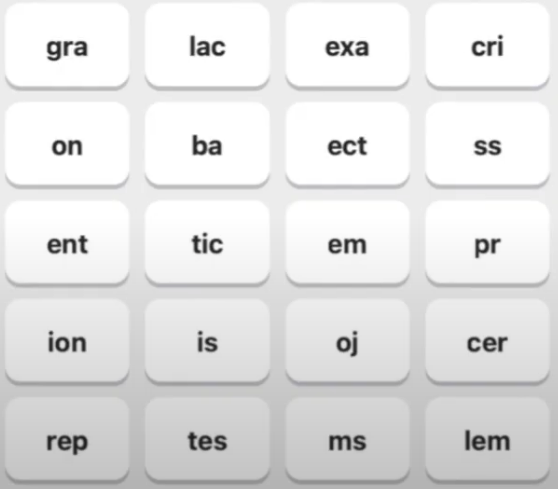 gra lac exa cri
on ba ect ss
ent tic em pr
ion is oj cer
rep tes ms lem